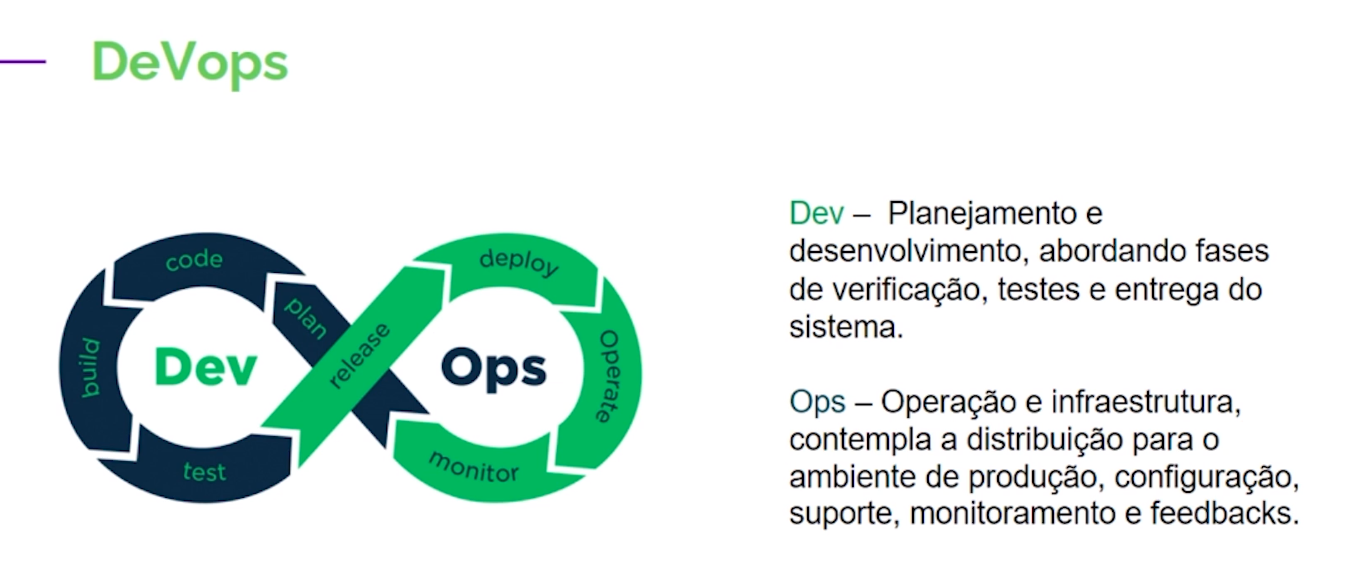 DeVops
code
plan
build
Dev
test
release
deploy
Ops
Operate
monitor
Dev – Planejamento e
desenvolvimento, abordando fases
de verificação, testes e entrega do
sistema.
Ops – Operação e infraestrutura,
contempla a distribuição para o
ambiente de produção, configuração,
suporte, monitoramento e feedbacks.